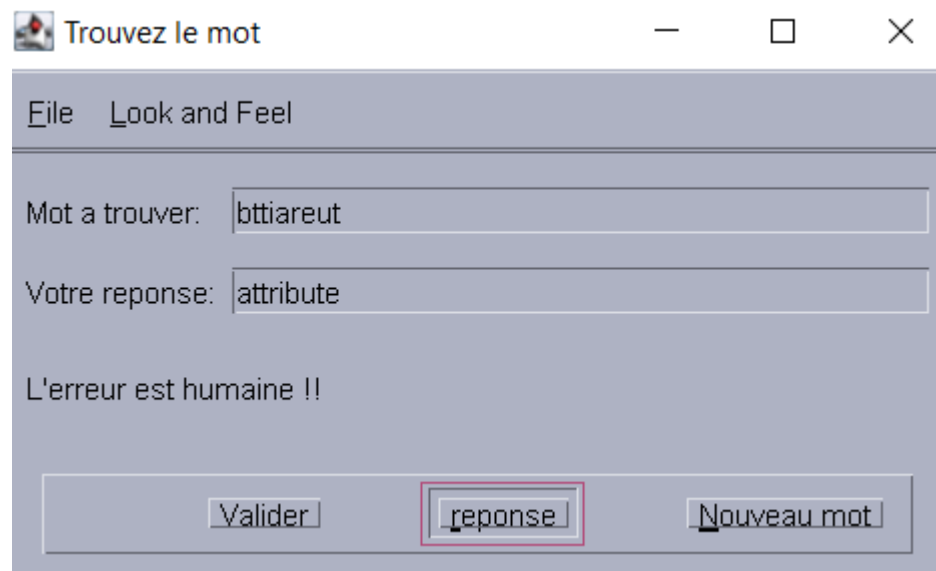 Trouvez le mot
File Look and Feel
Mot a trouver: bttiareut
Votre reponse: attribute
L'erreur est humaine !!
Valider reponse Nouveau mot